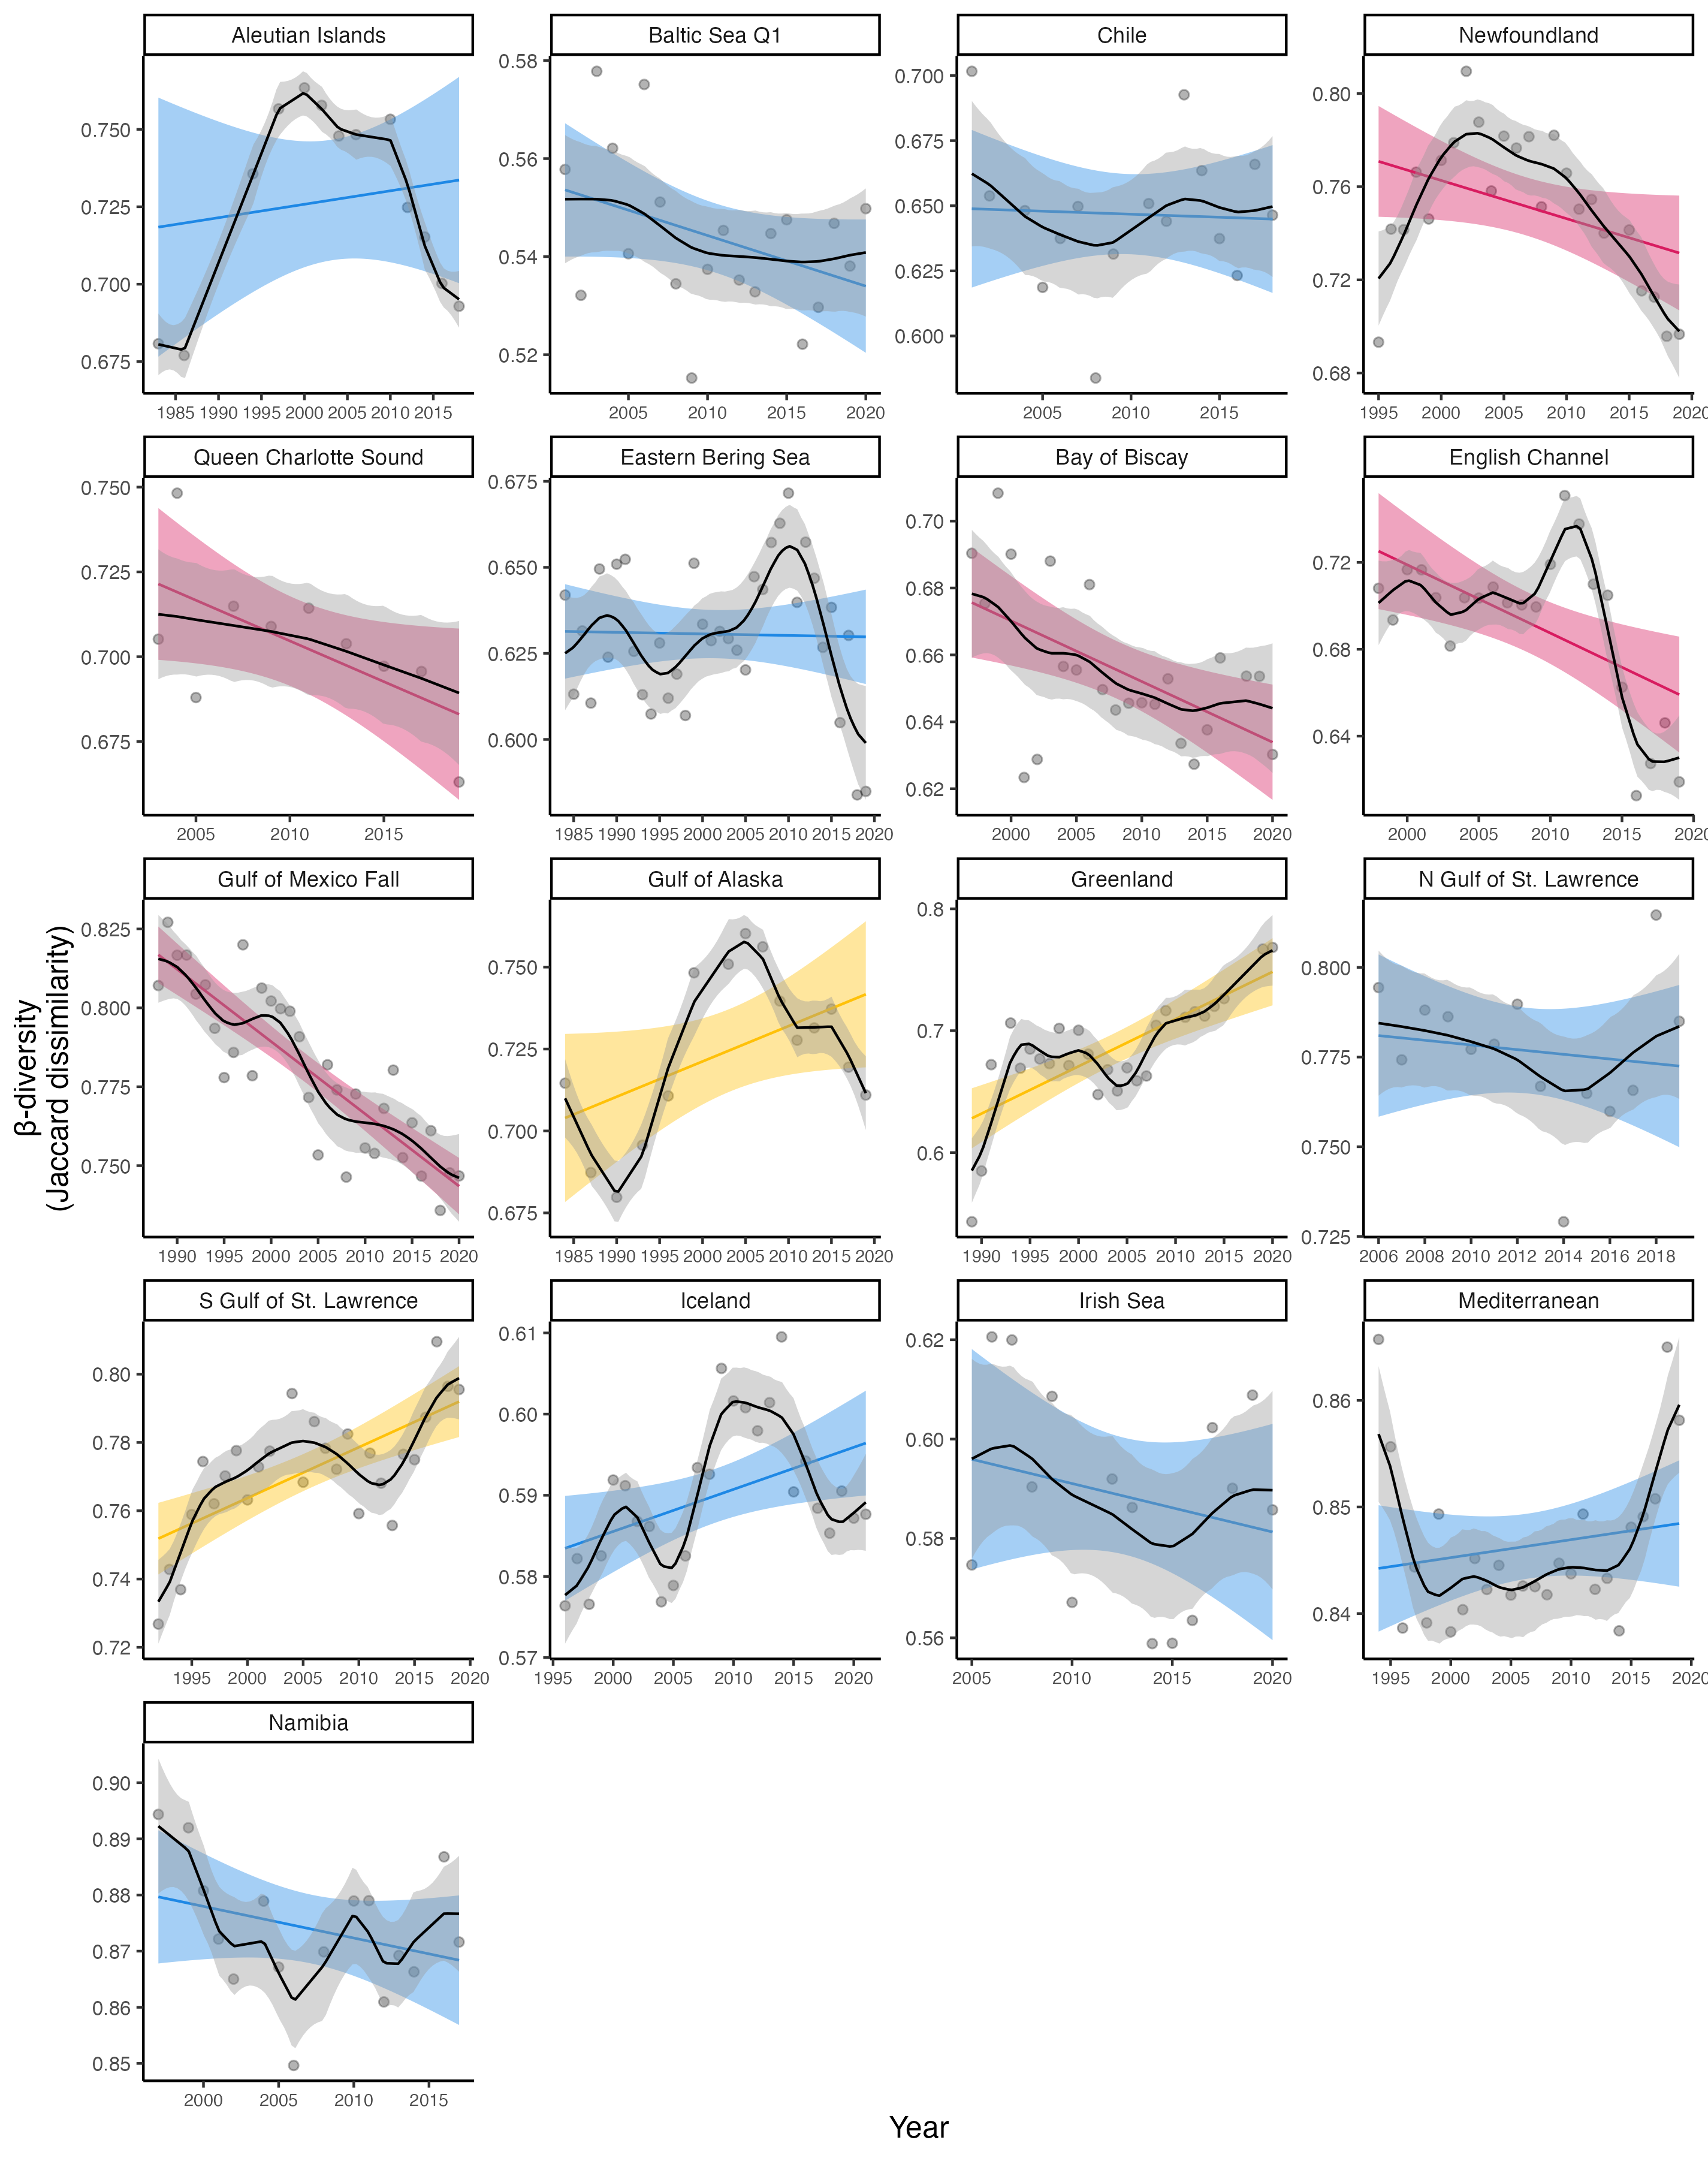 Aleutian Islands
0.750
0.725
0.700
0.675
1985 1990 1995 2000 2005 2010 2015
Baltic Sea Q1
0.58
0.56
0.54
0.52
2005 2010 2015 2020
Chile
0.700
0.675
0.650
0.625
0.600
2005 2010 2015
Newfoundland
0.80
0.76
0.72
0.68
1995 2000 2005 2010 2015 2020
Queen Charlotte Sound
0.750
0.725
0.700
0.675
2005 2010 2015
Eastern Bering Sea
0.675
0.650
0.625
0.600
1985 1990 1995 2000 2005 2010 2015 2020
Bay of Biscay
0.70
0.68
0.66
0.64
0.62
2000 2005 2010 2015 2020
English Channel
0.72
0.68
0.64
2000 2005 2010 2015 2020
β-diversity
(Jaccard dissimilarity)
Gulf of Mexico Fall
0.825
0.800
0.775
0.750
1990 1995 2000 2005 2010 2015 2020
Gulf of Alaska
0.750
0.725
0.700
0.675
1985 1990 1995 2000 2005 2010 2015 2020
Greenland
0.8
0.7
0.6
1990 1995 2000 2005 2010 2015 2020
N Gulf of St. Lawrence
0.800
0.775
0.750
0.725
2006 2008 2010 2012 2014 2016 2018
S Gulf of St. Lawrence
0.80
0.78
0.76
0.74
0.72
1995 2000 2005 2010 2015 2020
Iceland
0.61
0.60
0.59
0.58
0.57
1995 2000 2005 2010 2015 2020
Irish Sea
0.62
0.60
0.58
0.56
2005 2010 2015 2020
Mediterranean
0.86
0.85
0.84
1995 2000 2005 2010 2015 2020
Namibia
0.90
0.89
0.88
0.87
0.86
0.85
2000 2005 2010 2015
Year